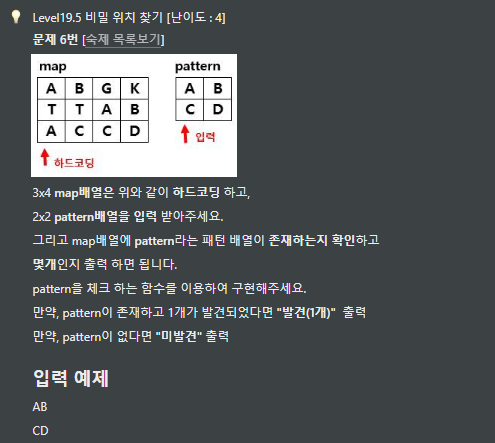 Level19.5 비밀 위치 찾기 [난이도 : 4]
문제 6번 [숙제 목록보기]
map pattern
A B G K A B
T T A B C D
A C C D
입력
하드코딩
3x4 map배열은 위와 같이 하드코딩 하고,
2x2 pattern배열을 입력 받아주세요.
그리고 map배열에 pattern라는 패턴 배열이 존재하는지 확인하고
몇개인지 출력 하면 됩니다.
pattern을 체크 하는 함수를 이용하여 구현해주세요.
만약, pattern이 존재하고 1개가 발견되었다면 "발견(1개)" 출력
만약, pattern이 없다면 "미발견" 출력
입력 예제
AB
CD